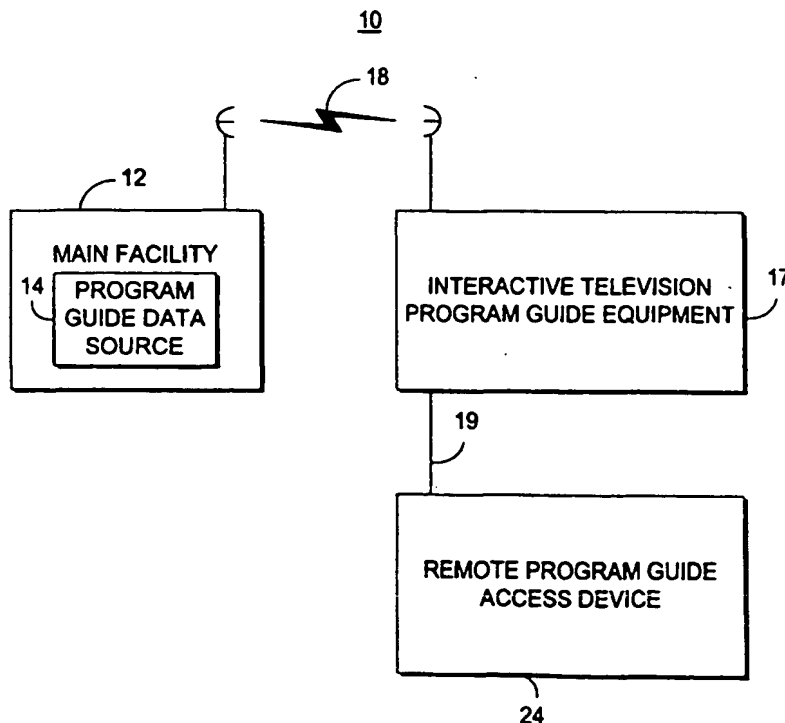 10
18
12
MAIN FACILITY
14
PROGRAM
GUIDE DATA
SOURCE
INTERACTIVE TELEVISION
PROGRAM GUIDE EQUIPMENT
17
19
REMOTE PROGRAM GUIDE
ACCESS DEVICE
24